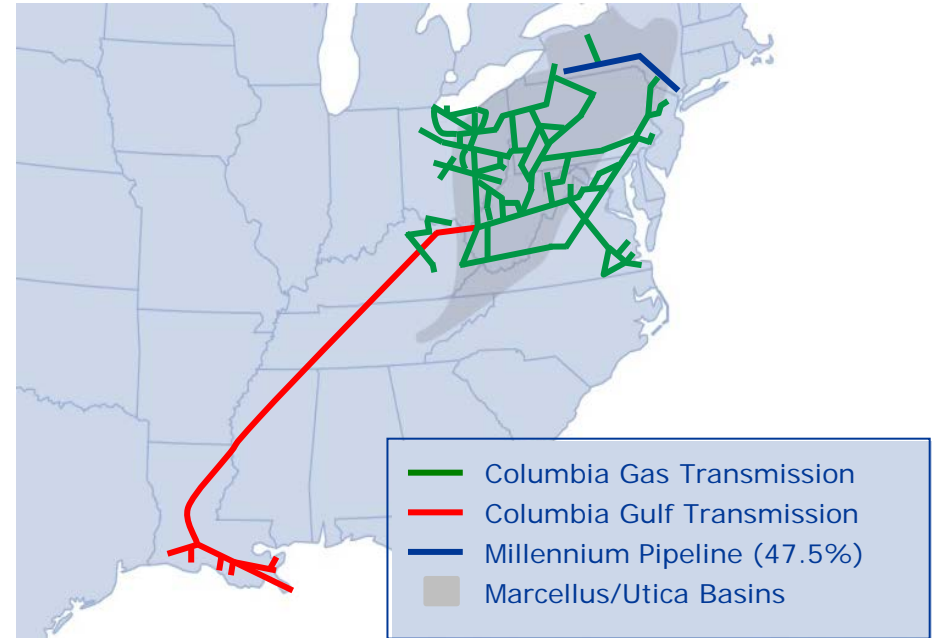 Columbia Gas Transmission
Columbia Gulf Transmission
Millennium Pipeline (47.5%)
Marcellus/Utica Basins